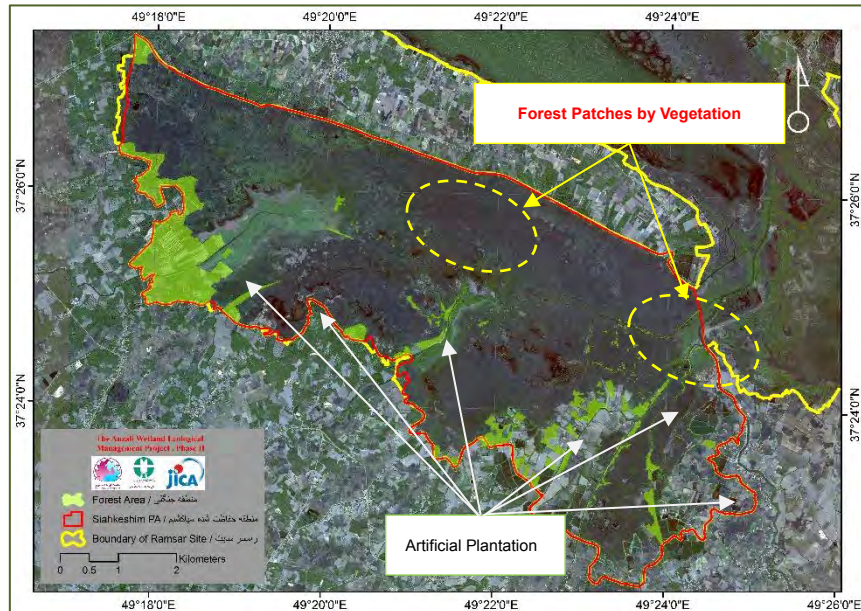 49°18'0"E 49°20'0"E 49°22'0"E 49°24'0"E
Forest Patches by Vegetation
37°26'0"N 37°26'0"N
37°24'0"N 37°24'0"N
The Anzali Wetland Ecological
Management Project - Phase II
JICA
Forest Area / منطقه جنگلی
Siahkeshim PA / منطقه حفاظت شده سیاکشیم
Boundary of Ramsar Site / رامسر سایت
Kilometers
0 0.5 1 2
Artificial Plantation
49°18'0"E 49°20'0"E 49°22'0"E 49°24'0"E 49°26'0"E